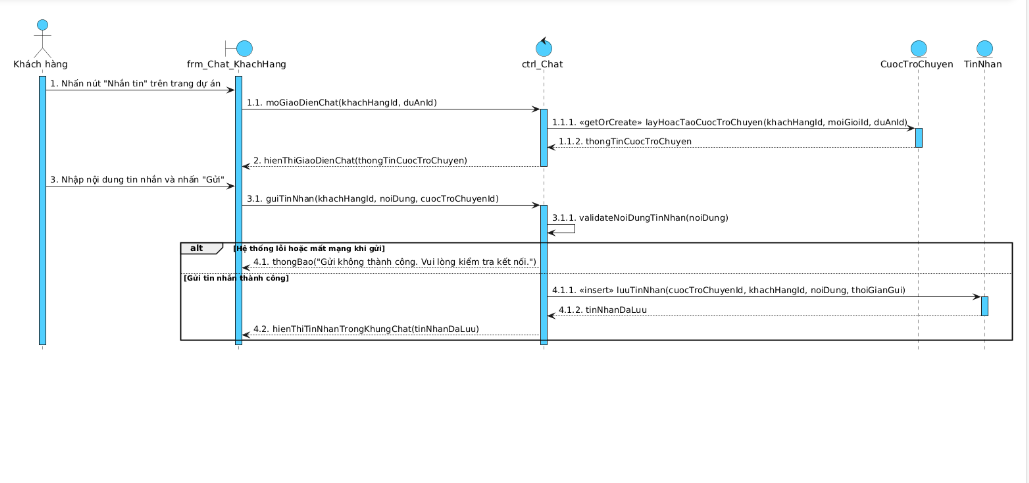 Khách hàng
frm_Chat_KhachHang
ctrl_Chat
CuocTroChuyen
TinNhan
1. Nhấn nút "Nhắn tin" trên trang dự án
1.1. moGiaoDienChat(khachHangId, duAnId)
1.1.1. «getOrCreate» layHoacTaoCuocTroChuyen(khachHangId, moiGioiId, duAnId)
1.1.2. thongTinCuocTroChuyen
2. hienThiGiaoDienChat(thongTinCuocTroChuyen)
3. Nhập nội dung tin nhắn và nhấn "Gửi"
3.1. guiTinNhan(khachHangId, noiDung, cuocTroChuyenId)
3.1.1. validateNoiDungTinNhan(noiDung)
alt
[Hệ thống lỗi hoặc mất mạng khi gửi]
4.1. thongBao("Gửi không thành công. Vui lòng kiểm tra kết nối.")
[Gửi tin nhắn thành công]
4.1.1. «insert» luuTinNhan(cuocTroChuyenId, khachHangId, noiDung, thoiGianGui)
4.1.2. tinNhanDaLuu
4.2. hienThiTinNhanTrongKhungChat(tinNhanDaLuu)